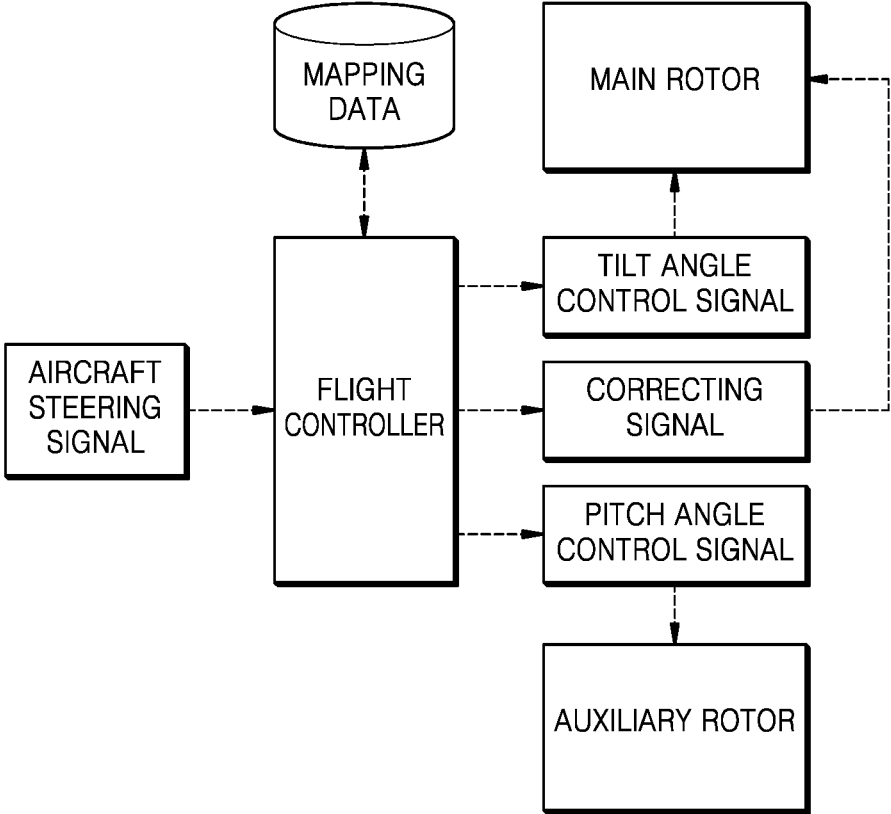 MAPPING
DATA
MAIN ROTOR
TILT ANGLE
CONTROL SIGNAL
AIRCRAFT
STEERING
SIGNAL
FLIGHT
CONTROLLER
CORRECTING
SIGNAL
PITCH ANGLE
CONTROL SIGNAL
AUXILIARY ROTOR